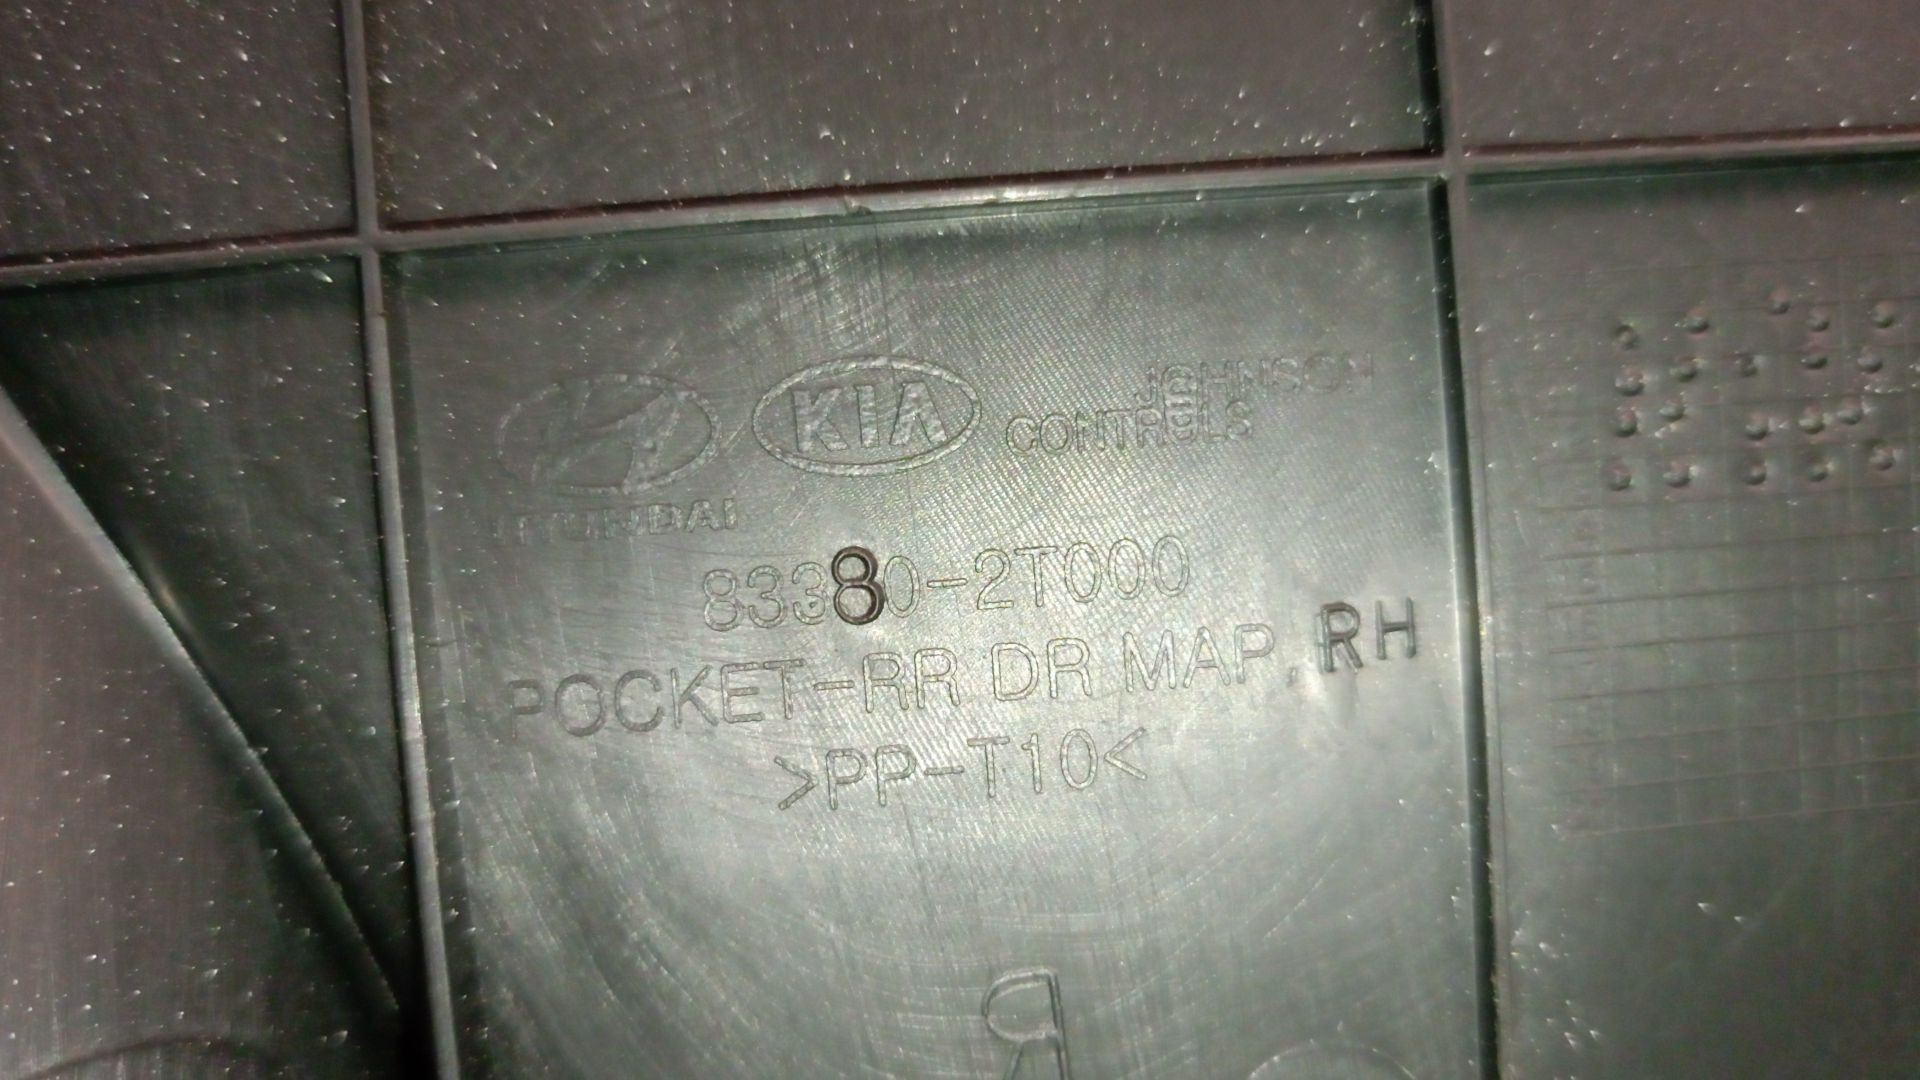 KIA
JOHNSON
CONTROLS
HYUNDAI
83380-2T000
POCKET-RR DR MAP, RH
>PP-T10<
R